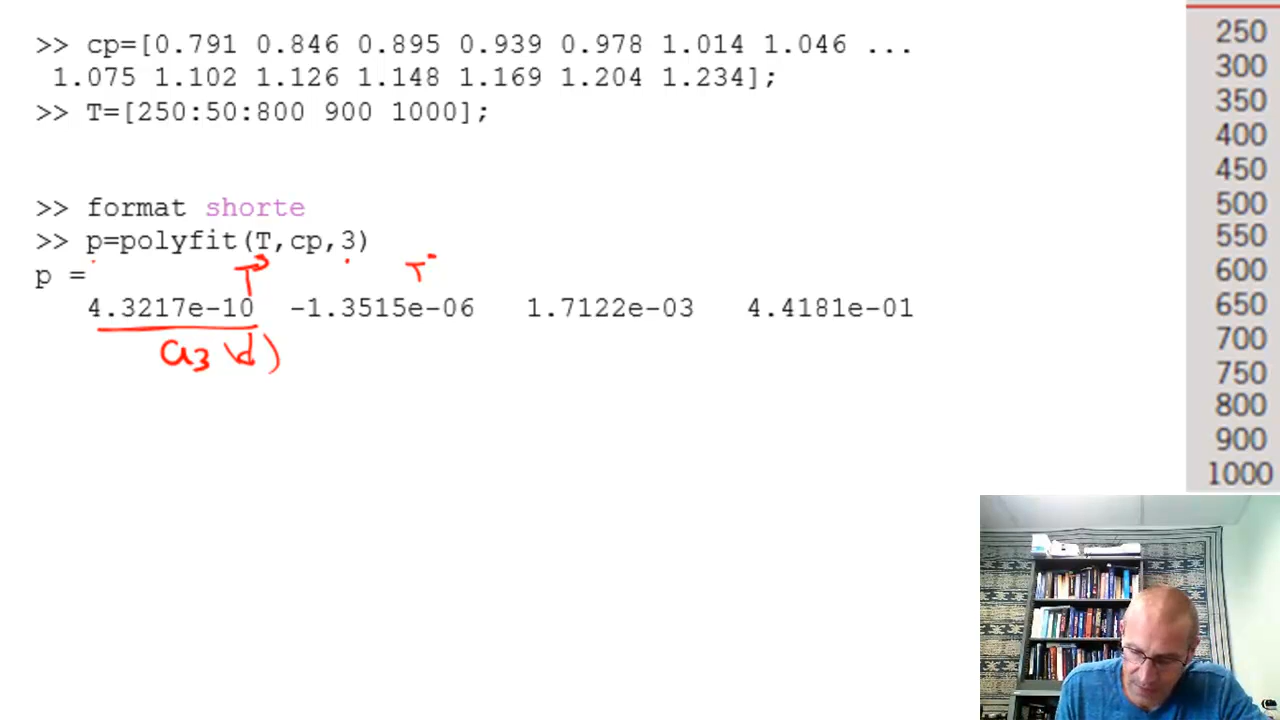 >> cp=[0.791 0.846 0.895 0.939 0.978 1.014 1.046 ...
1.075 1.102 1.126 1.148 1.169 1.204 1.234];
>> T=[250:50:800 900 1000];
>> format shorte
>> p=polyfit(T,cp,3)
p =
T³ T
4.3217e-10 -1.3515e-06 1.7122e-03 4.4181e-01
a3 (d)
250
300
350
400
450
500
550
600
650
700
750
800
900
1000